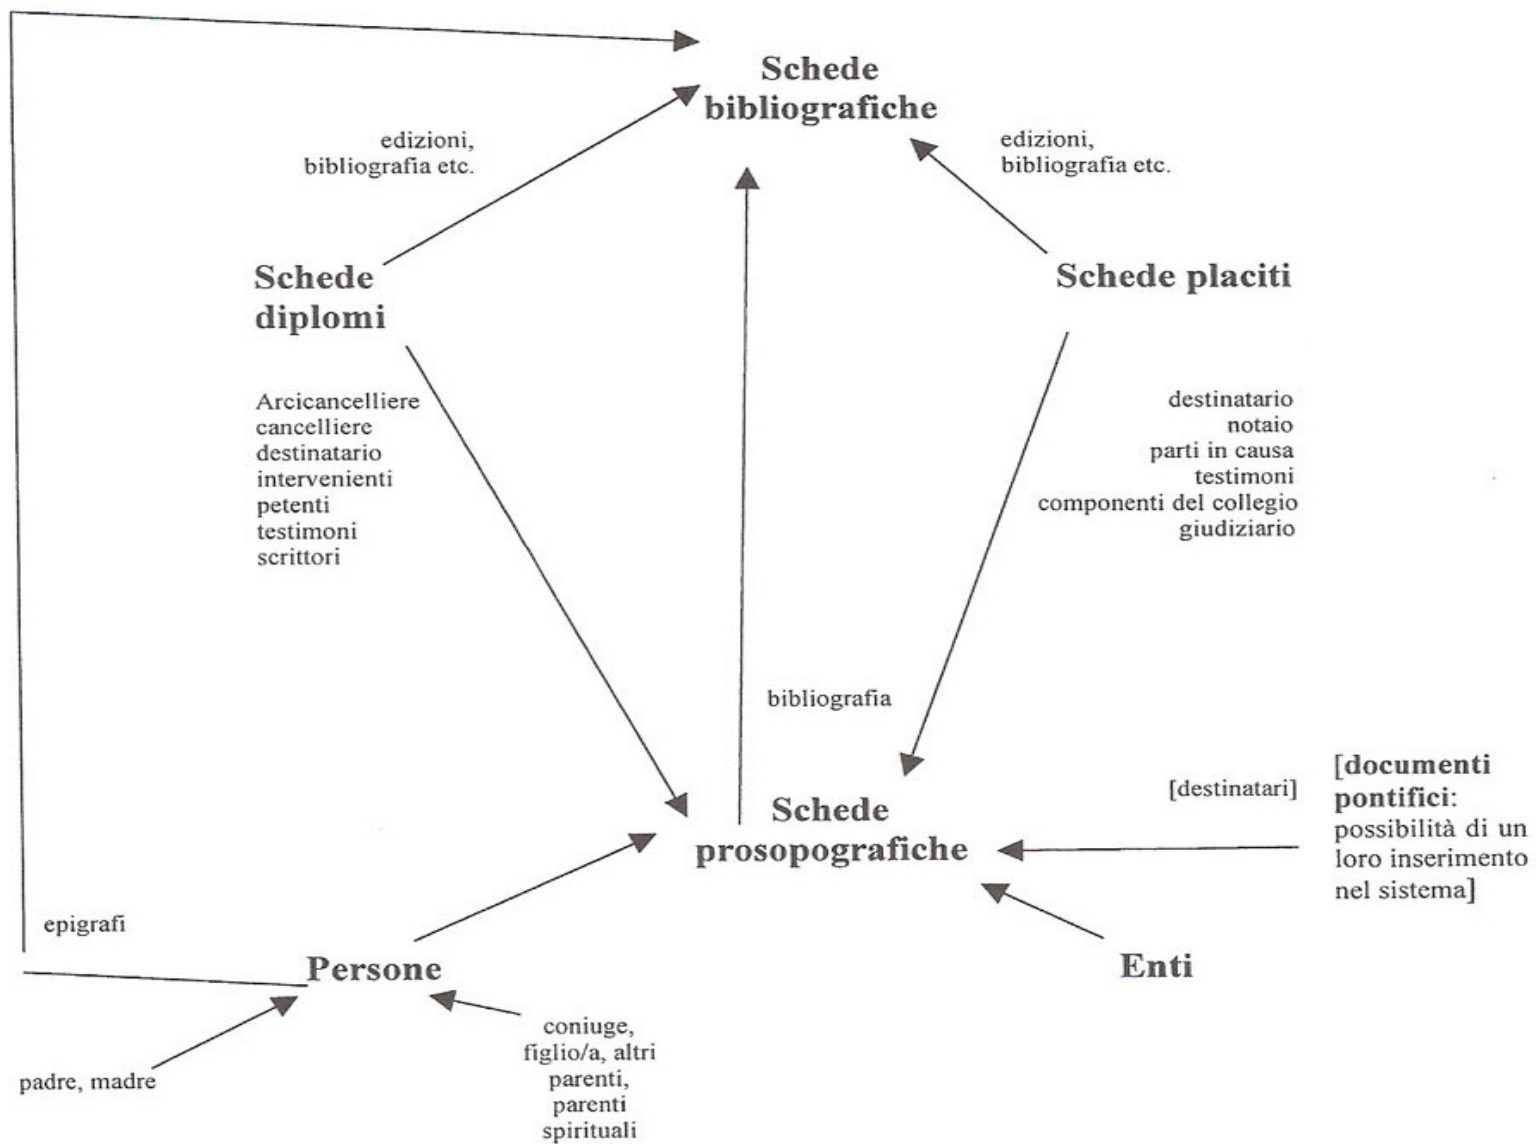 Schede
bibliografiche
edizioni,
bibliografia etc.
edizioni,
bibliografia etc.
Schede
diplomi
Schede placiti
Arcicancelliere
cancelliere
destinatario
intervenienti
petenti
testimoni
scrittori
destinatario
notaio
parti in causa
testimoni
componenti del collegio
giudiziario
bibliografia
Schede
prosopografiche
[destinatari]
[documenti
pontifici:
possibilità di un
loro inserimento
nel sistema]
epigrafi
Persone
Enti
padre, madre
coniuge,
figlio/a, altri
parenti,
parenti
spirituali